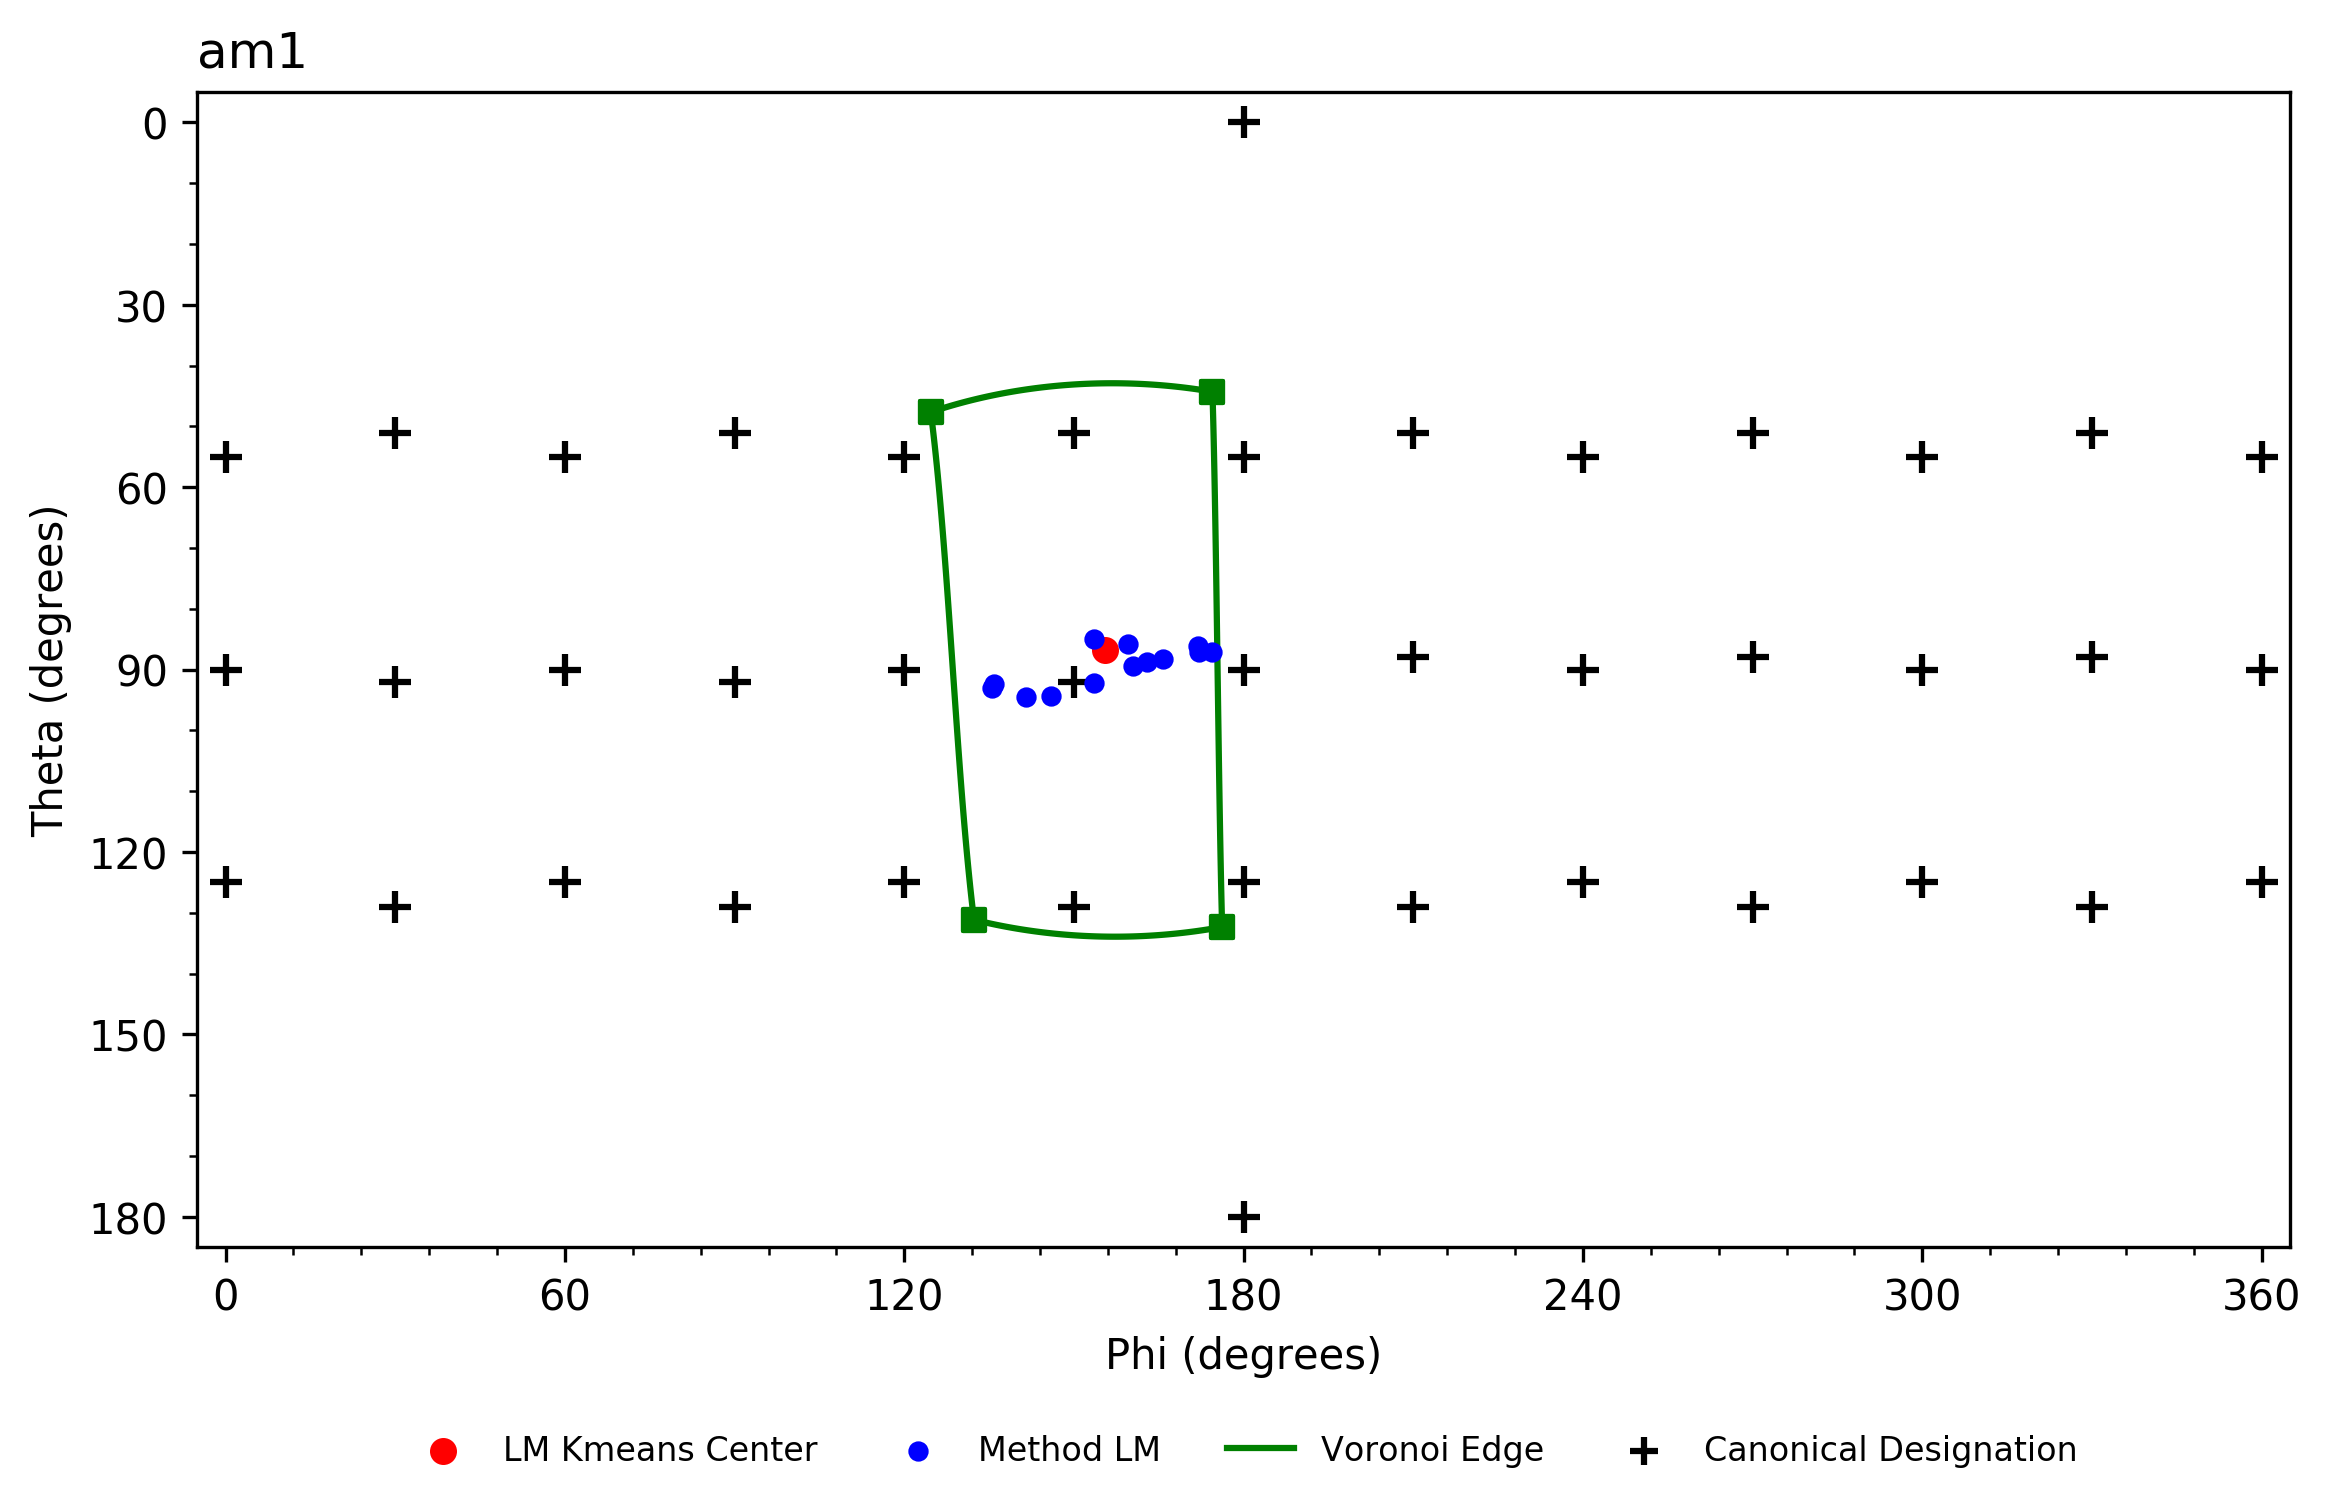 am1
0
30
60
90
120
150
180
Theta (degrees)
0 60 120 180 240 300 360
Phi (degrees)
LM Kmeans Center Method LM Voronoi Edge Canonical Designation